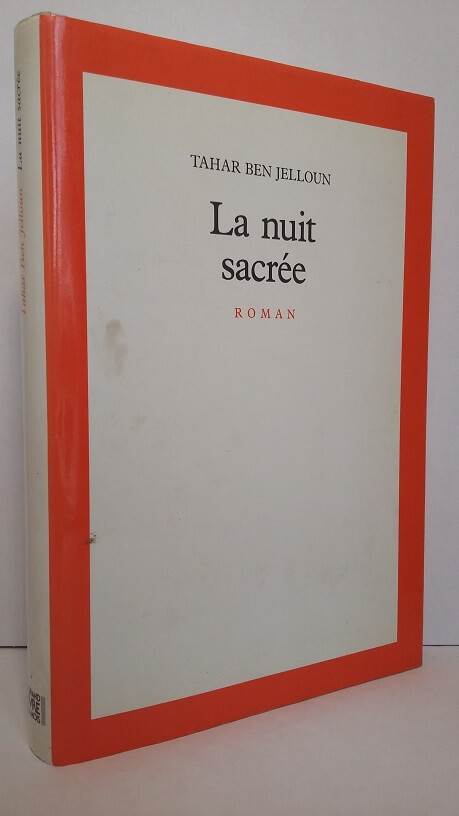 TAHAR BEN JELLOUN
La nuit
sacrée
ROMAN
Tahar Ben Jelloun La nuit sacrée